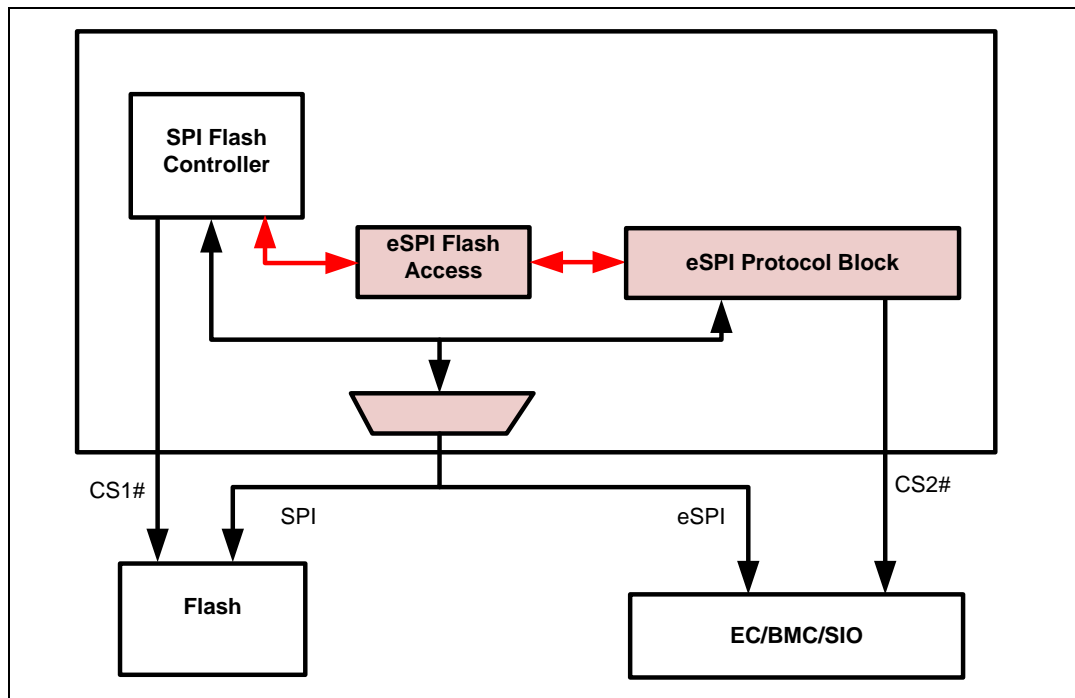 SPI Flash
Controller
eSPI Flash
Access
eSPI Protocol Block
CS1#
SPI
eSPI
CS2#
Flash
EC/BMC/SIO